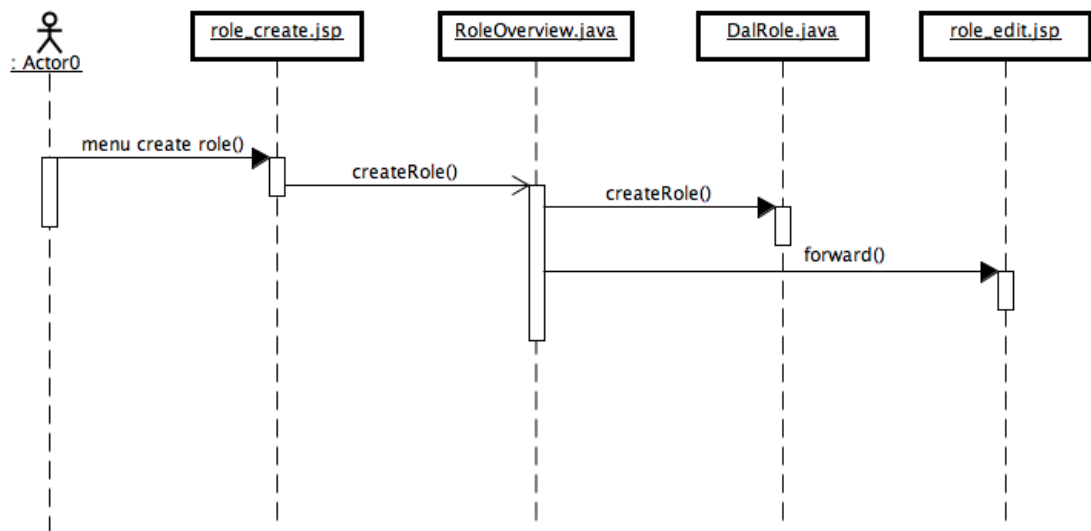 role_create.jsp
RoleOverview.java
DalRole.java
role_edit.jsp
: Actor0
menu create role()
createRole()
createRole()
forward()